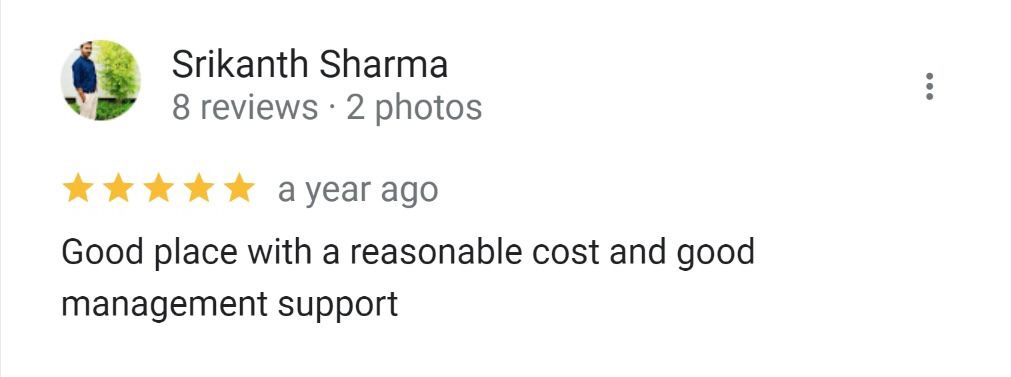 Srikanth Sharma
8 reviews · 2 photos
a year ago
Good place with a reasonable cost and good
management support